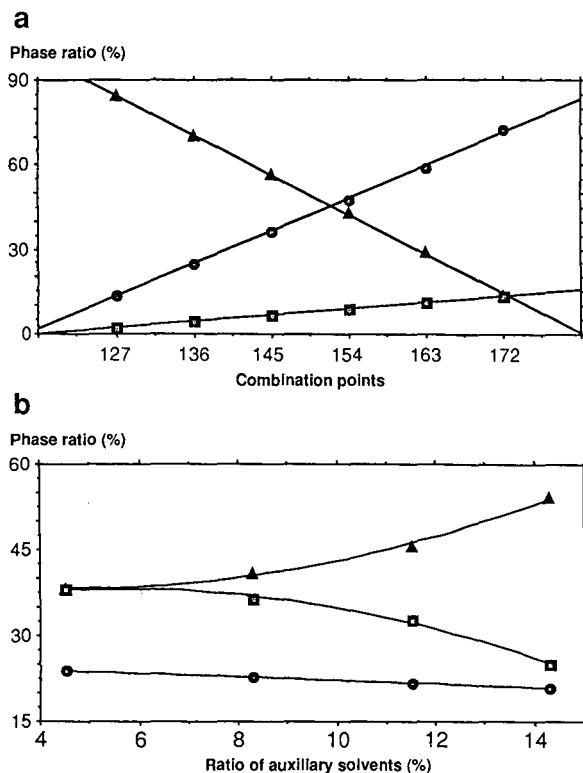 a
Phase ratio (%)
90
60
30
0
127 136 145 154 163 172
Combination points
b
Phase ratio (%)
60
45
30
15
4 6 8 10 12 14
Ratio of auxiliary solvents (%)